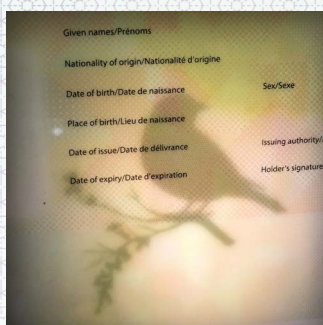 Given names/Prénoms
Nationality of origin/Nationalité d'origine
Date of birth/Date de naissance
Sex/Sexe
Place of birth/Lieu de naissance
Date of issue/Date de délivrance
Issuing authority/
Date of expiry/Date d'expiration
Holder's signature